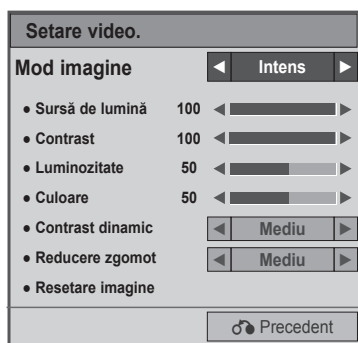 Setare video.
Mod imagine ◄ Intens ►
● Sursă de lumină 100
● Contrast 100
● Luminozitate 50
● Culoare 50
● Contrast dinamic ◄ Mediu ►
● Reducere zgomot ◄ Mediu ►
● Resetare imagine
Precedent